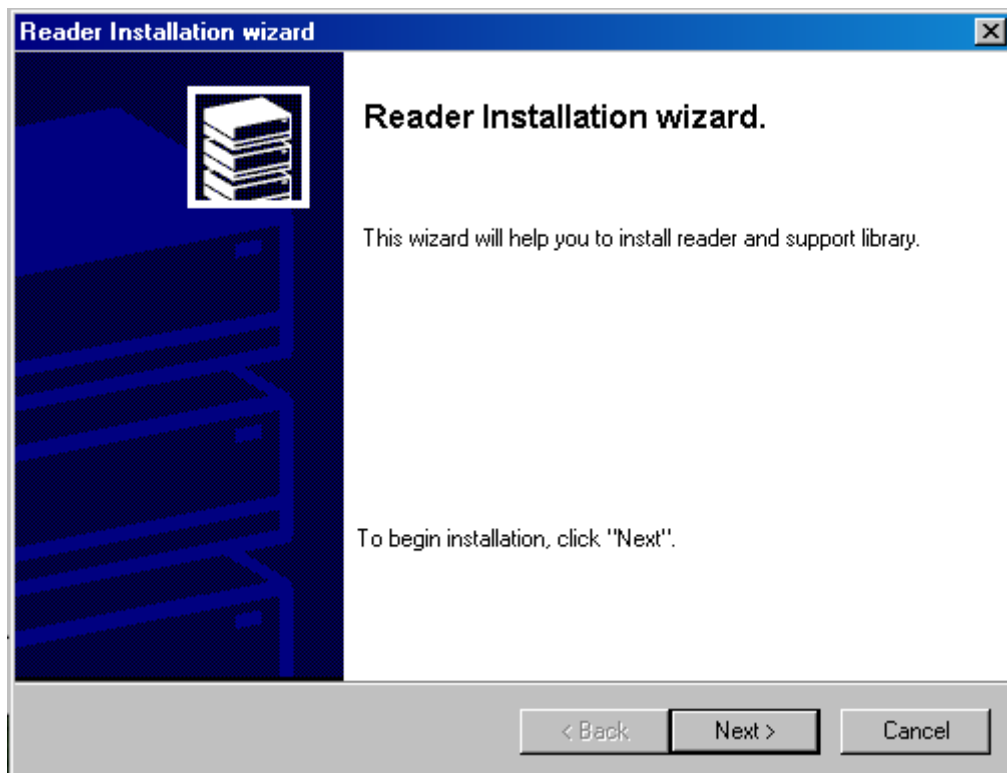 Reader Installation wizard
Reader Installation wizard.
This wizard will help you to install reader and support library.
To begin installation, click "Next".
< Back Next > Cancel